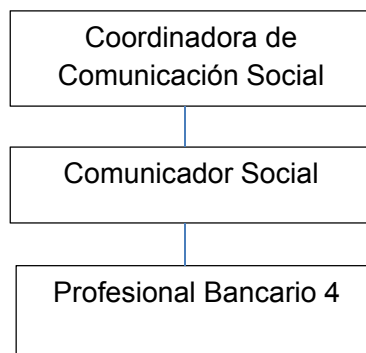 Coordinadora de
Comunicación Social
Comunicador Social
Profesional Bancario 4